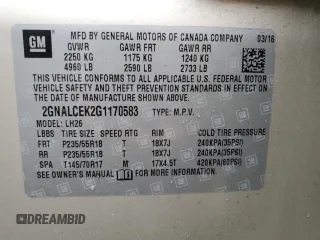 GM
MFD BY GENERAL MOTORS OF CANADA COMPANY 03/16
GVWR GAWR FRT GAWR RR
2250 KG 1175 KG 1240 KG
4960 LB 2590 LB 2733 LB
THIS VEHICLE CONFORMS TO ALL APPLICABLE U.S. FEDERAL MOTOR
VEHICLE SAFETY AND THEFT PREVENTION STANDARDS IN EFFECT ON
THE DATE OF MANUFACTURE SHOWN ABOVE.
2GNALCEK2G1170583 TYPE: M.P.V.
MODEL: LH26
LBBS TIRE SIZE SPEED RTG RIM COLD TIRE PRESSURE
FRT P235/55R18 T 18X7J 240KPA(35PSI)
RR P235/55R18 T 18X7J 240KPA(35PSI)
SPA T145/70R17 M 17X4.5T 420KPA(60PSI)
SEE OWNER'S MANUAL FOR ADDITIONAL INFORMATION
GM
© AUTOBIDMASTER